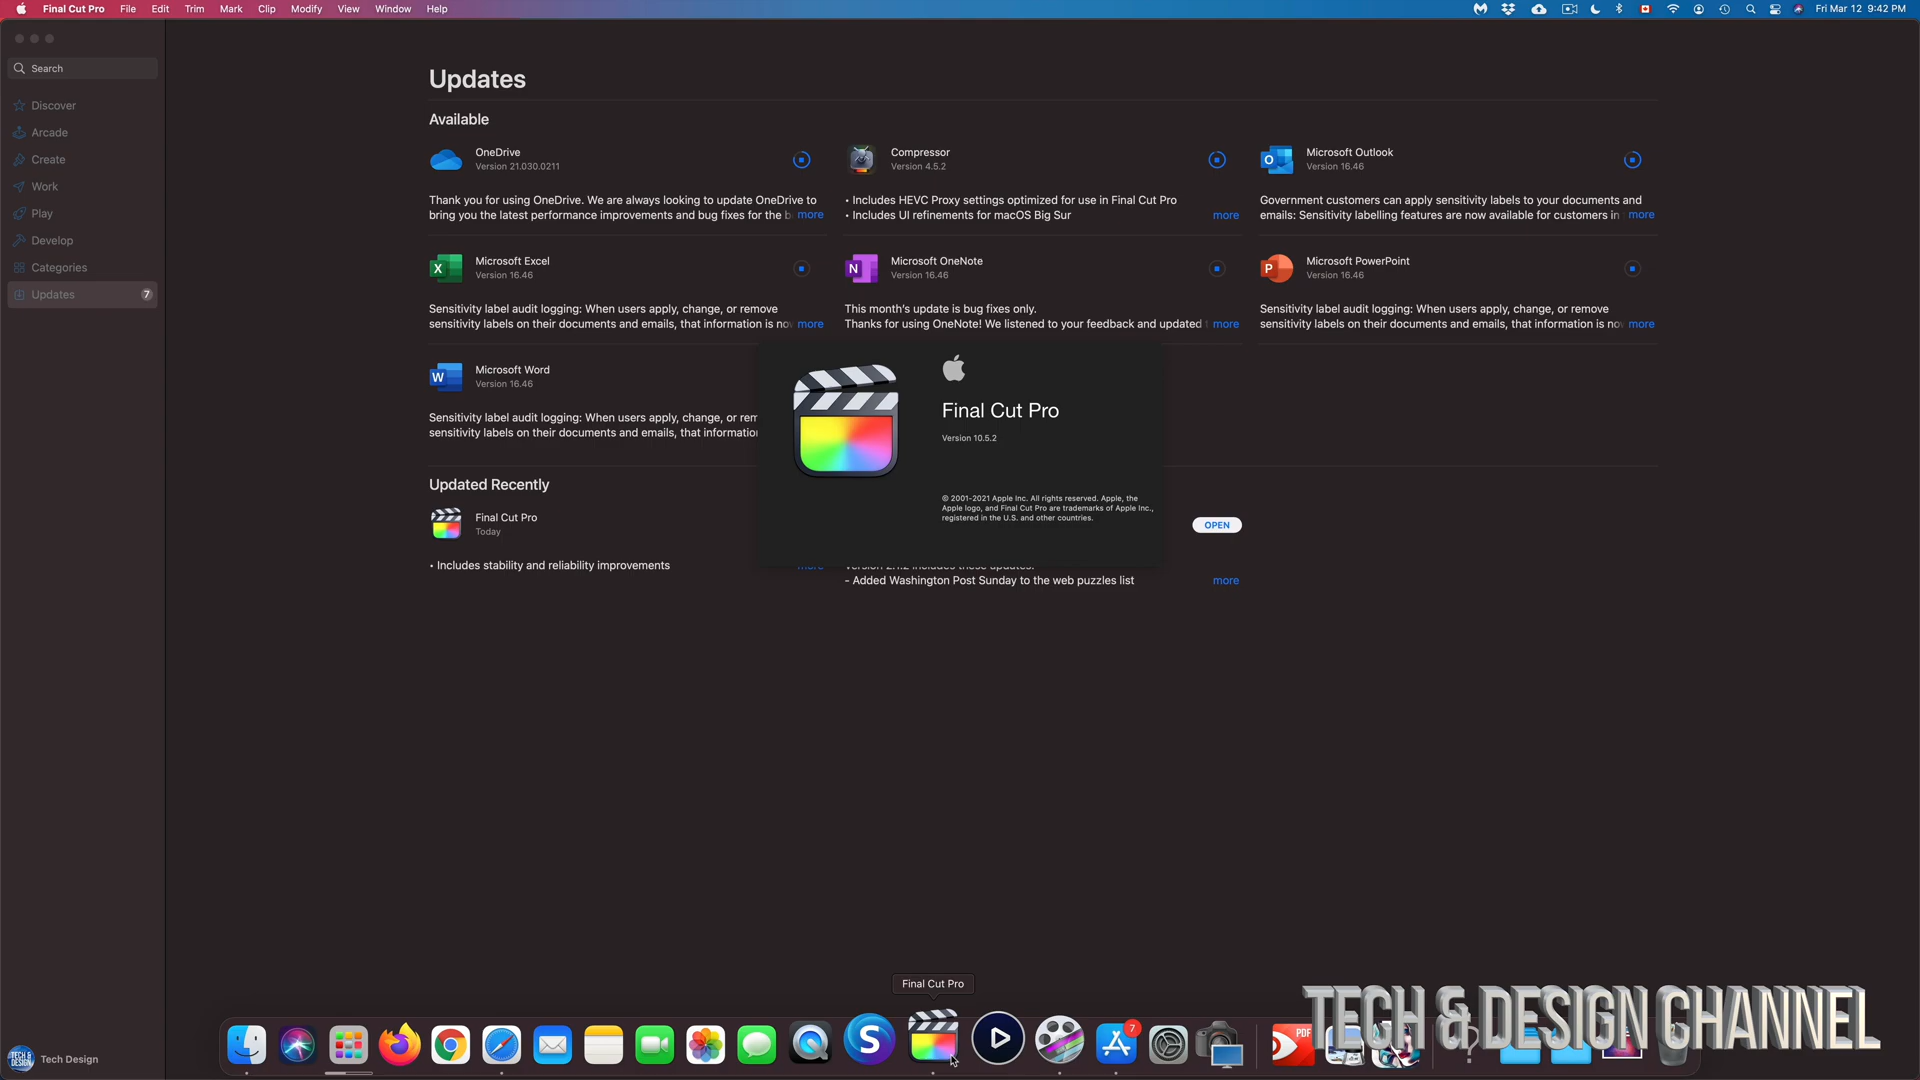 Final Cut Pro File Edit Trim Mark Clip Modify View Window Help Fri Mar 12 9:42 PM
Search
Discover
Arcade
Create
Work
Play
Develop
Categories
Updates 7
Tech Design
Updates
Available
OneDrive
Version 21.030.0211
Thank you for using OneDrive. We are always looking to update OneDrive to
bring you the latest performance improvements and bug fixes for the b more
Compressor
Version 4.5.2
• Includes HEVC Proxy settings optimized for use in Final Cut Pro
• Includes UI refinements for macOS Big Sur more
Microsoft Outlook
Version 16.46
Government customers can apply sensitivity labels to your documents and
emails: Sensitivity labelling features are now available for customers in more
Microsoft Excel
Version 16.46
Sensitivity label audit logging: When users apply, change, or remove
sensitivity labels on their documents and emails, that information is no more
Microsoft OneNote
Version 16.46
This month's update is bug fixes only.
Thanks for using OneNote! We listened to your feedback and updated more
Microsoft PowerPoint
Version 16.46
Sensitivity label audit logging: When users apply, change, or remove
sensitivity labels on their documents and emails, that information is no more
Microsoft Word
Version 16.46
Sensitivity label audit logging: When users apply, change, or rem
sensitivity labels on their documents and emails, that informatio
Final Cut Pro
Version 10.5.2
© 2001-2021 Apple Inc. All rights reserved. Apple, the
Apple logo, and Final Cut Pro are trademarks of Apple Inc.,
registered in the U.S. and other countries.
Updated Recently
Final Cut Pro
Today
• Includes stability and reliability improvements more
OPEN
Version 2.1.2 includes these updates:
- Added Washington Post Sunday to the web puzzles list more
Final Cut Pro
7
PDF
TECH & DESIGN CHANNEL